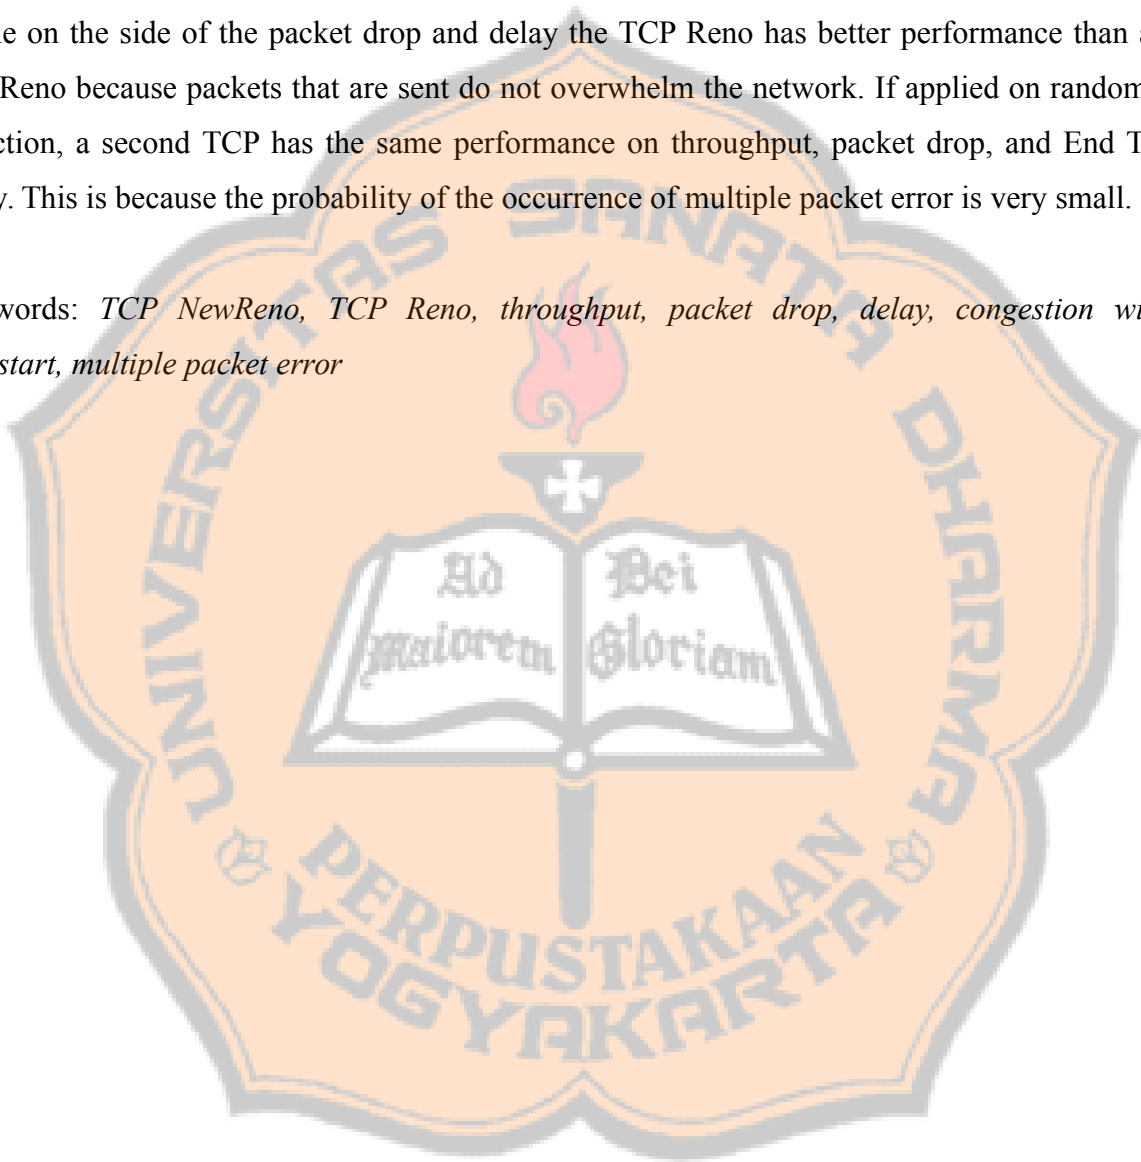 e on the side of the packet drop and delay the TCP Reno has better performance than a
Reno because packets that are sent do not overwhelm the network. If applied on random
ction, a second TCP has the same performance on throughput, packet drop, and End T
y. This is because the probability of the occurrence of multiple packet error is very small.
words: TCP NewReno, TCP Reno, throughput, packet drop, delay, congestion wi
start, multiple packet error
UNIVERSITAS SANATA DHARMA
Ad Dei
maiorem Gloriam
PERPUSTAKAAN
YOGYAKARTA